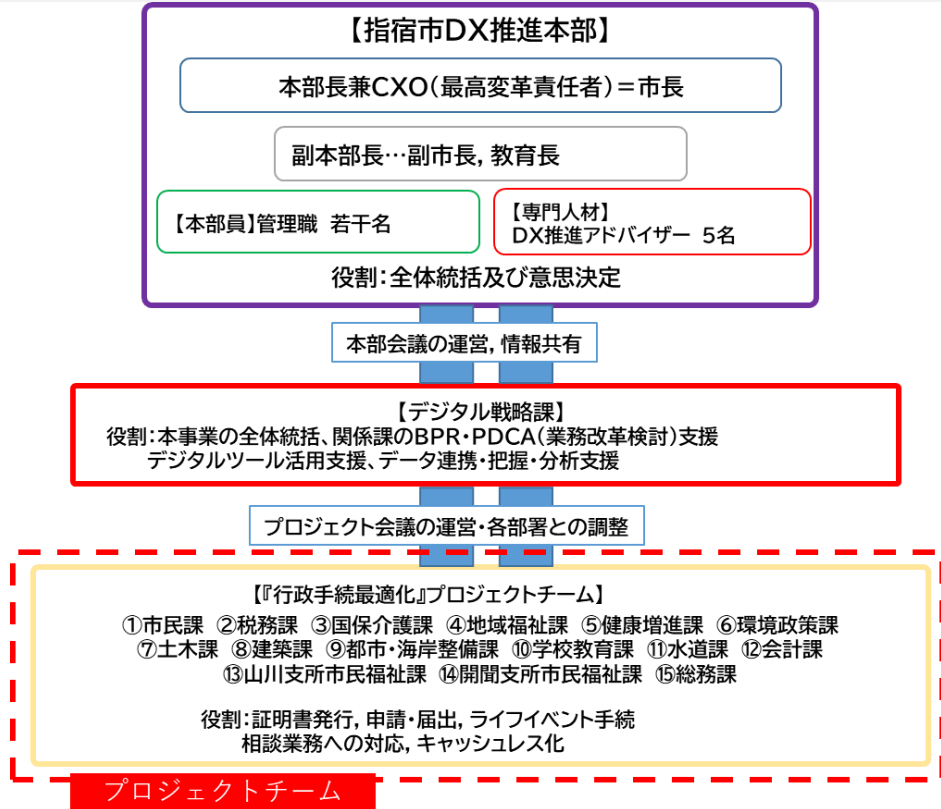 【指宿市DX推進本部】
本部長兼CXO(最高変革責任者)=市長
副本部長…副市長,教育長
【本部員】管理職 若干名
【専門人材】
DX推進アドバイザー 5名
役割:全体統括及び意思決定
本部会議の運営,情報共有
【デジタル戦略課】
役割:本事業の全体統括、関係課のBPR・PDCA(業務改革検討)支援
デジタルツール活用支援、データ連携・把握・分析支援
プロジェクト会議の運営・各部署との調整
【『行政手続最適化』プロジェクトチーム】
①市民課 ②税務課 ③国保介護課 ④地域福祉課 ⑤健康増進課 ⑥環境政策課
⑦土木課 ⑧建築課 ⑨都市・海岸整備課 ⑩学校教育課 ⑪水道課 ⑫会計課
⑬山川支所市民福祉課 ⑭開聞支所市民福祉課 ⑮総務課
役割:証明書発行,申請・届出,ライフイベント手続
相談業務への対応,キャッシュレス化
プロジェクトチーム